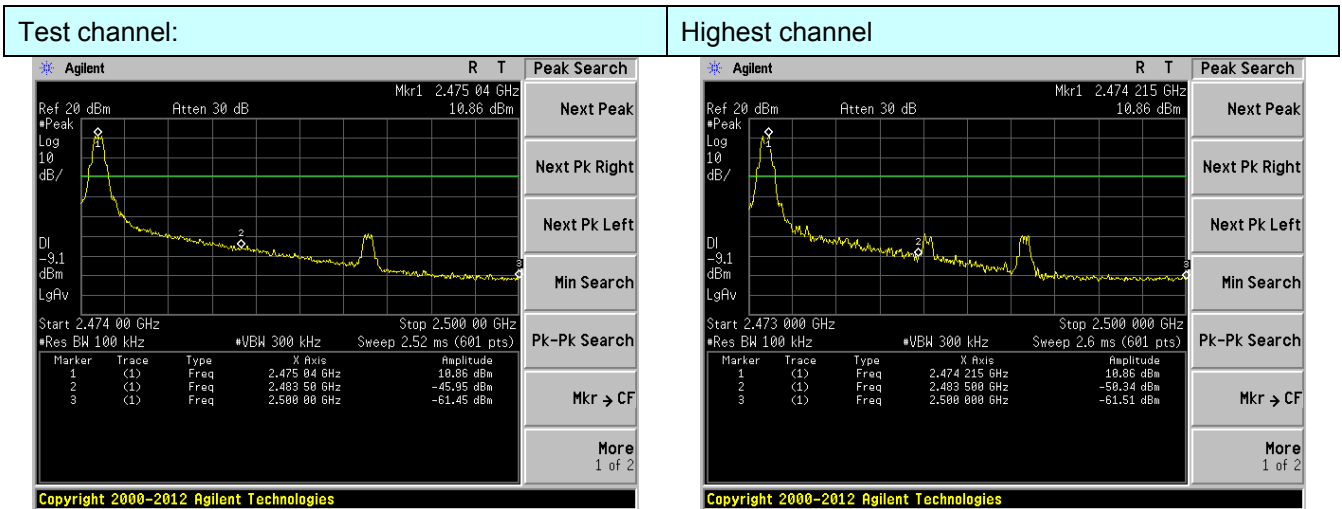 Test channel: Highest channel
Agilent R T Peak Search
Mkr1 2.475 04 GHz
Ref 20 dBm Atten 30 dB 10.86 dBm
#Peak
Log
10
dB/
1
2
3
DI
-9.1
dBm
LgAv
Start 2.474 00 GHz Stop 2.500 00 GHz
#Res BW 100 kHz #VBW 300 kHz Sweep 2.52 ms (601 pts)
Marker Trace Type X Axis Amplitude
1 (1) Freq 2.475 04 GHz 10.86 dBm
2 (1) Freq 2.483 50 GHz -45.95 dBm
3 (1) Freq 2.500 00 GHz -61.45 dBm
Next Peak
Next Pk Right
Next Pk Left
Min Search
Pk-Pk Search
Mkr → CF
More
1 of 2
Copyright 2000-2012 Agilent Technologies
Agilent R T Peak Search
Mkr1 2.474 215 GHz
Ref 20 dBm Atten 30 dB 10.86 dBm
#Peak
Log
10
dB/
1
2
3
DI
-9.1
dBm
LgAv
Start 2.473 000 GHz Stop 2.500 000 GHz
#Res BW 100 kHz #VBW 300 kHz Sweep 2.6 ms (601 pts)
Marker Trace Type X Axis Amplitude
1 (1) Freq 2.474 215 GHz 10.86 dBm
2 (1) Freq 2.483 500 GHz -50.34 dBm
3 (1) Freq 2.500 000 GHz -61.51 dBm
Next Peak
Next Pk Right
Next Pk Left
Min Search
Pk-Pk Search
Mkr → CF
More
1 of 2
Copyright 2000-2012 Agilent Technologies